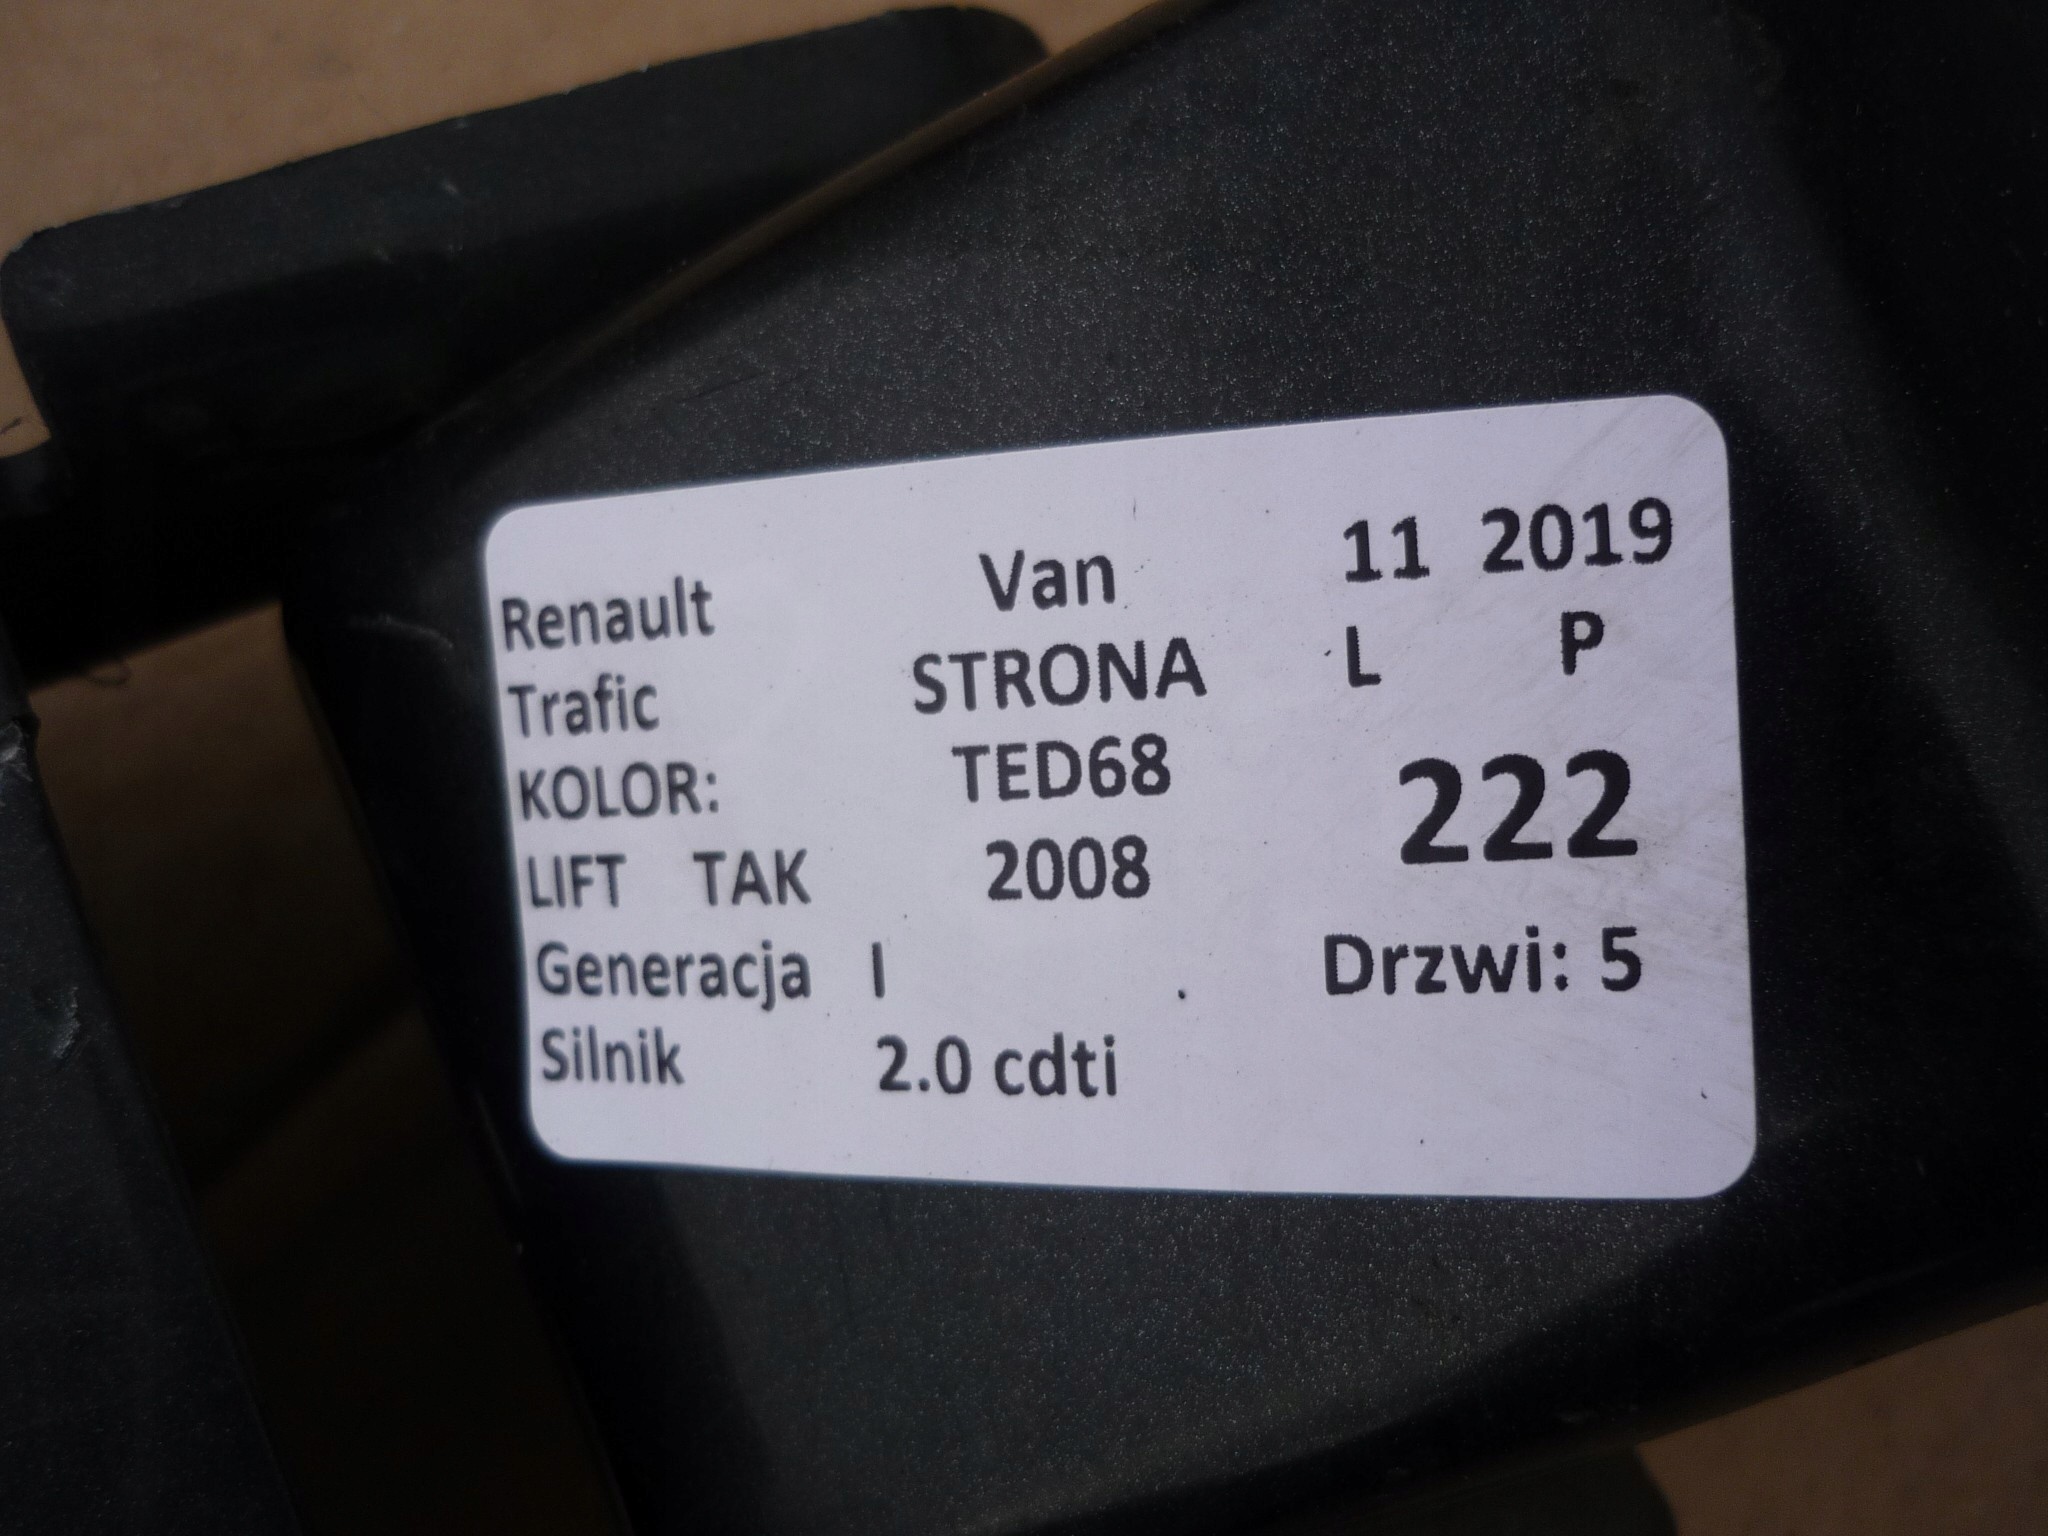 Renault Van 11 2019
Trafic STRONA L P
KOLOR: TED68 222
LIFT TAK 2008
Generacja I Drzwi: 5
Silnik 2.0 cdti